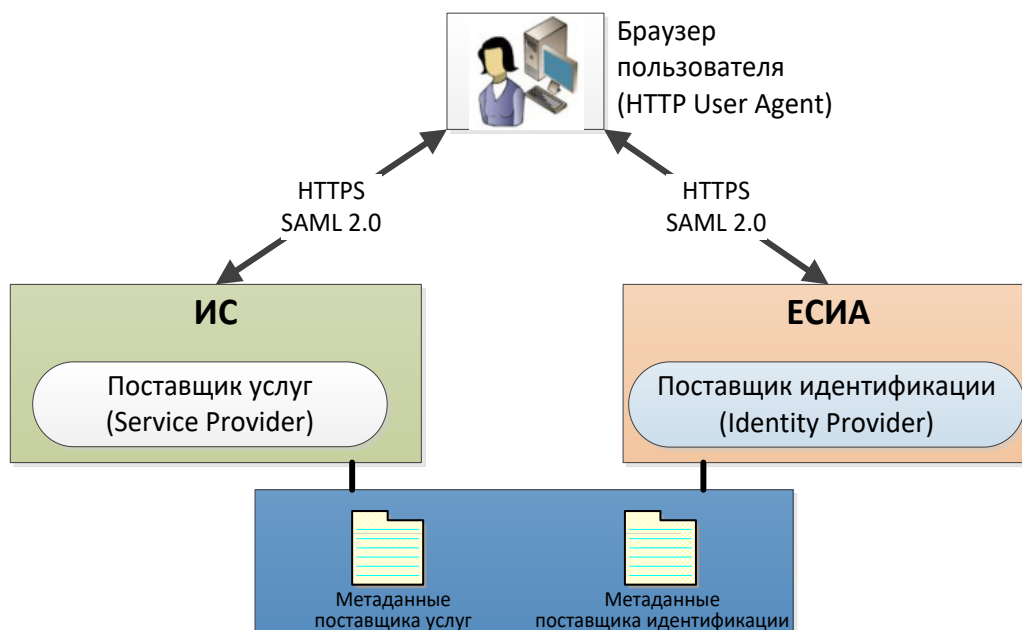 Браузер
пользователя
(HTTP User Agent)
HTTPS
SAML 2.0
HTTPS
SAML 2.0
ИС
Поставщик услуг
(Service Provider)
ЕСИА
Поставщик идентификации
(Identity Provider)
Метаданные
поставщика услуг
Метаданные
поставщика идентификации